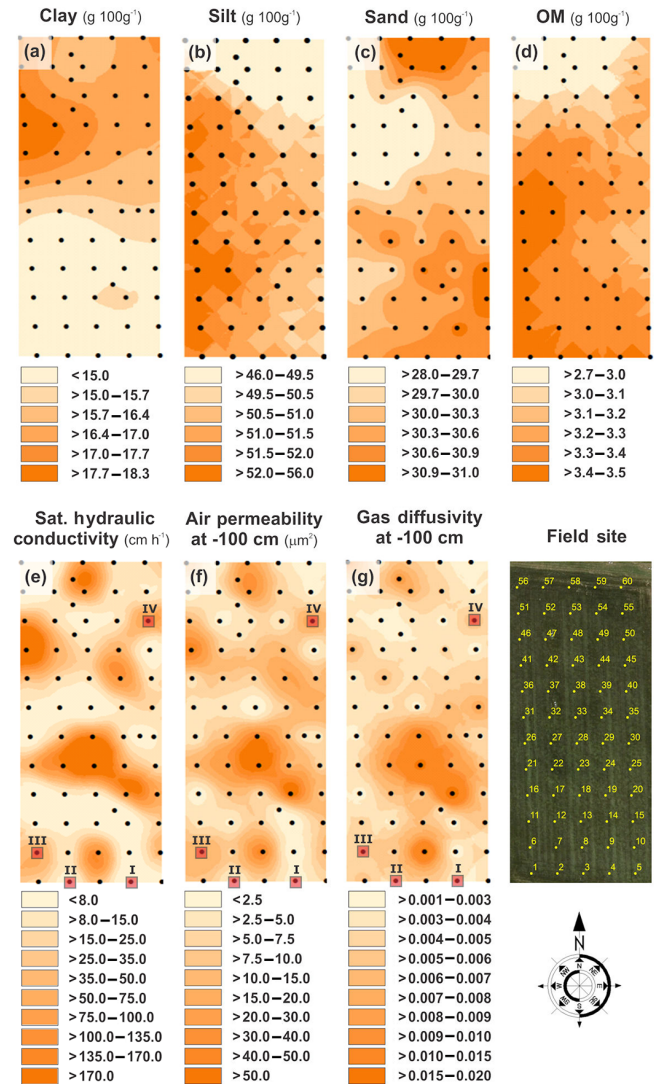 Clay (g 100g⁻¹) Silt (g 100g⁻¹) Sand (g 100g⁻¹) OM (g 100g⁻¹)
(a) (b) (c) (d)
<15.0 >46.0–49.5 >28.0–29.7 >2.7–3.0
>15.0–15.7 >49.5–50.5 >29.7–30.0 >3.0–3.1
>15.7–16.4 >50.5–51.0 >30.0–30.3 >3.1–3.2
>16.4–17.0 >51.0–51.5 >30.3–30.6 >3.2–3.3
>17.0–17.7 >51.5–52.0 >30.6–30.9 >3.3–3.4
>17.7–18.3 >52.0–56.0 >30.9–31.0 >3.4–3.5
Sat. hydraulic Air permeability Gas diffusivity
conductivity (cm h⁻¹) at -100 cm (μm²) at -100 cm Field site
(e) (f) (g)
56 57 58 59 60
IV IV IV
51 52 53 54 55
46 47 48 49 50
41 42 43 44 45
36 37 38 39 40
31 32 33 34 35
26 27 28 29 30
21 22 23 24 25
16 17 18 19 20
11 12 13 14 15
III III III
6 7 8 9 10
II I II I II I
1 2 3 4 5
<8.0 <2.5 >0.001–0.003
>8.0–15.0 >2.5–5.0 >0.003–0.004
>15.0–25.0 >5.0–7.5 >0.004–0.005
>25.0–35.0 >7.5–10.0 >0.005–0.006
>35.0–50.0 >10.0–15.0 >0.006–0.007
>50.0–75.0 >15.0–20.0 >0.007–0.008
>75.0–100.0 >20.0–30.0 >0.008–0.009
>100.0–135.0 >30.0–40.0 >0.009–0.010
>135.0–170.0 >40.0–50.0 >0.010–0.015
>170.0 >50.0 >0.015–0.020
N
N
NW NE
W E
SW SE
S